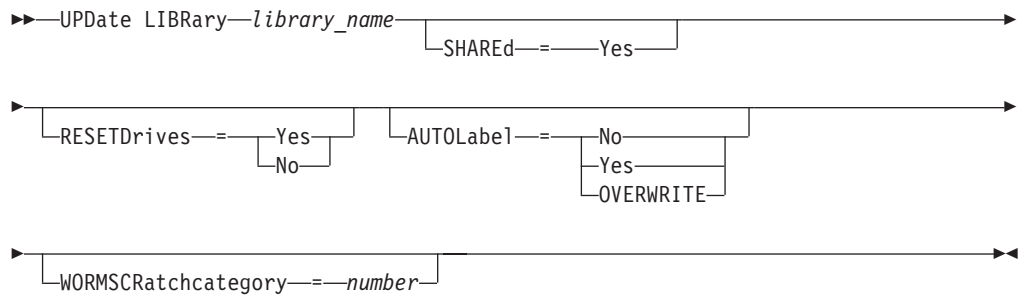 UPDate LIBRary library_name
SHAREd = Yes
RESETDrives = Yes AUTOLabel = No
No Yes
OVERWRITE
WORMSCRatchcategory = number